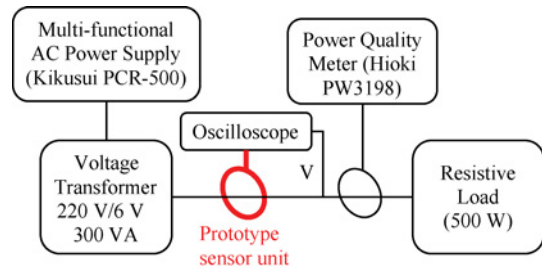 Multi-functional
AC Power Supply
(Kikusui PCR-500)
Power Quality
Meter (Hioki
PW3198)
Oscilloscope
Voltage
Transformer
220 V/6 V
300 VA
V
Resistive
Load
(500 W)
Prototype
sensor unit